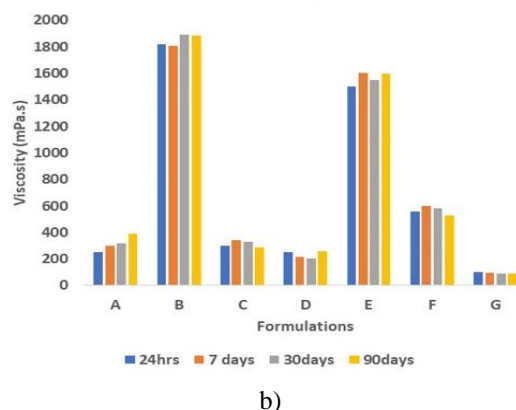 2000
1800
1600
1400
1200
1000
800
600
400
200
0
Viscosity (mPa.s)
A B C D E F G
Formulations
24hrs 7 days 30days 90days
b)